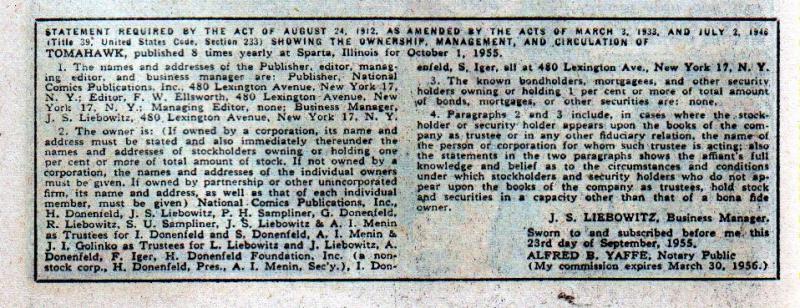 STATEMENT REQUIRED BY THE ACT OF AUGUST 24, 1912, AS AMENDED BY THE ACTS OF MARCH 3, 1933, AND JULY 2, 1946
(Title 39, United States Code, Section 233) SHOWING THE OWNERSHIP, MANAGEMENT, AND CIRCULATION OF
TOMAHAWK, published 8 times yearly at Sparta, Illinois for October 1, 1955.
1. The names and addresses of the Publisher, editor, manag-
ing editor, and business manager are: Publisher, National
Comics Publications, Inc., 480 Lexington Avenue, New York 17,
N. Y.; Editor, F. W. Ellsworth, 480 Lexington Avenue, New
York 17, N. Y.; Managing Editor, none; Business Manager,
J. S. Liebowitz, 480 Lexington Avenue, New York 17, N. Y.
2. The owner is: (If owned by a corporation, its name and
address must be stated and also immediately thereunder the
names and addresses of stockholders owning or holding one
per cent or more of total amount of stock. If not owned by a
corporation, the names and addresses of the individual owners
must be given. If owned by partnership or other unincorporated
firm, its name and address, as well as that of each individual
member, must be given) National Comics Publications, Inc.,
H. Donenfeld, J. S. Liebowitz, P. H. Sampliner, G. Donenfeld,
R. Liebowitz, S. U. Sampliner, J. S. Liebowitz & A. I. Menin
as Trustees for I. Donenfeld and S. Donenfeld, A. I. Menin &
J. I. Golinko as Trustees for L. Liebowitz and J. Liebowitz, A.
Donenfeld, F. Iger, H. Donenfeld Foundation, Inc. (a non-
stock corp., H. Donenfeld, Pres., A. I. Menin, Sec'y.), I. Don-
enfeld, S. Iger, all at 480 Lexington Ave., New York 17, N. Y.
3. The known bondholders, mortgagees, and other security
holders owning or holding 1 per cent or more of total amount
of bonds, mortgages, or other securities are: none.
4. Paragraphs 2 and 3 include, in cases where the stock-
holder or security holder appears upon the books of the com-
pany as trustee or in any other fiduciary relation, the name of
the person or corporation for whom such trustee is acting; also
the statements in the two paragraphs shows the affiant's full
knowledge and belief as to the circumstances and conditions
under which stockholders and security holders who do not ap-
pear upon the books of the company as trustees, hold stock
and securities in a capacity other than that of a bona fide
owner.
J. S. LIEBOWITZ, Business Manager.
Sworn to and subscribed before me this
23rd day of September, 1955.
ALFRED B. YAFFE, Notary Public
(My commission expires March 30, 1956.)